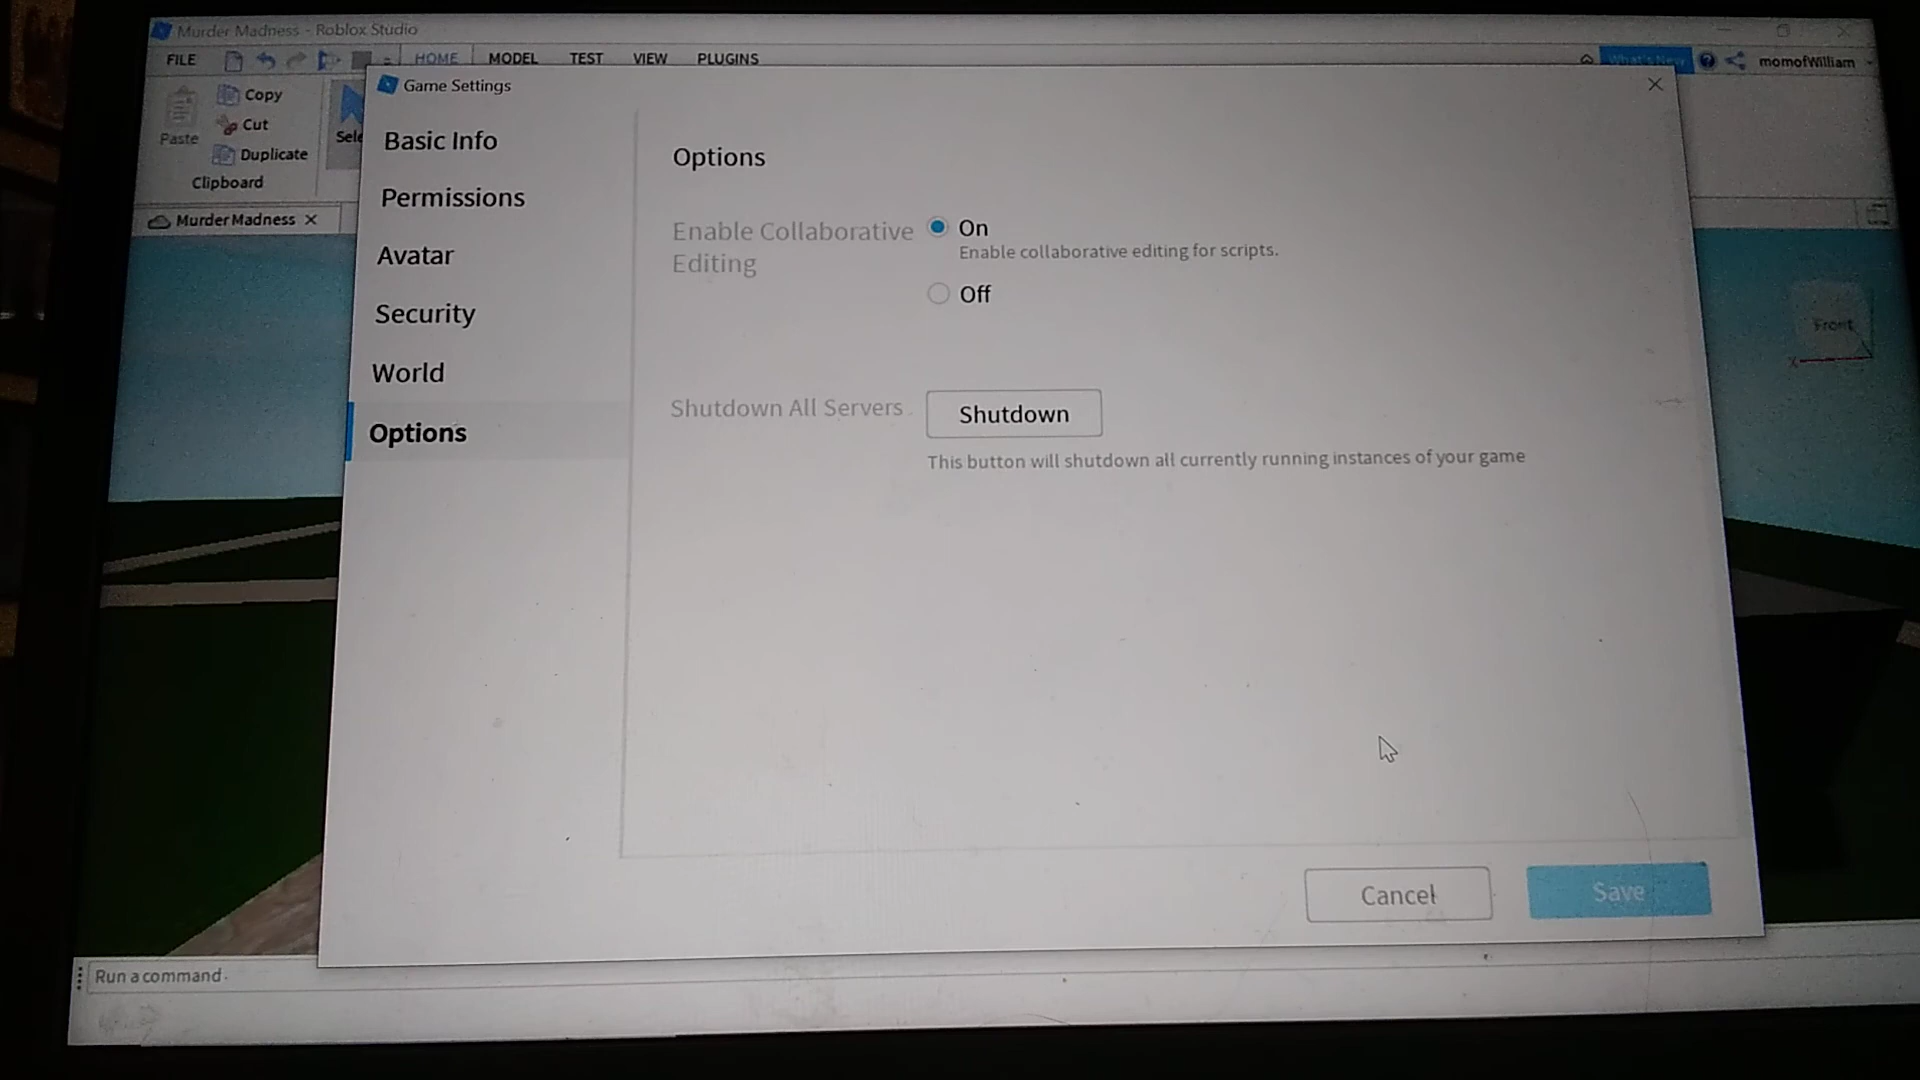 Murder Madness - Roblox Studio
FILE HOME MODEL TEST VIEW PLUGINS What's New momofWilliam
Game Settings
Copy
Cut
Duplicate
Paste
Sele
Clipboard
Murder Madness
Basic Info
Permissions
Avatar
Security
World
Options
Options
Enable Collaborative Editing
On
Enable collaborative editing for scripts.
Off
Shutdown All Servers
Shutdown
This button will shutdown all currently running instances of your game
Front
X
Cancel
Save
Run a command